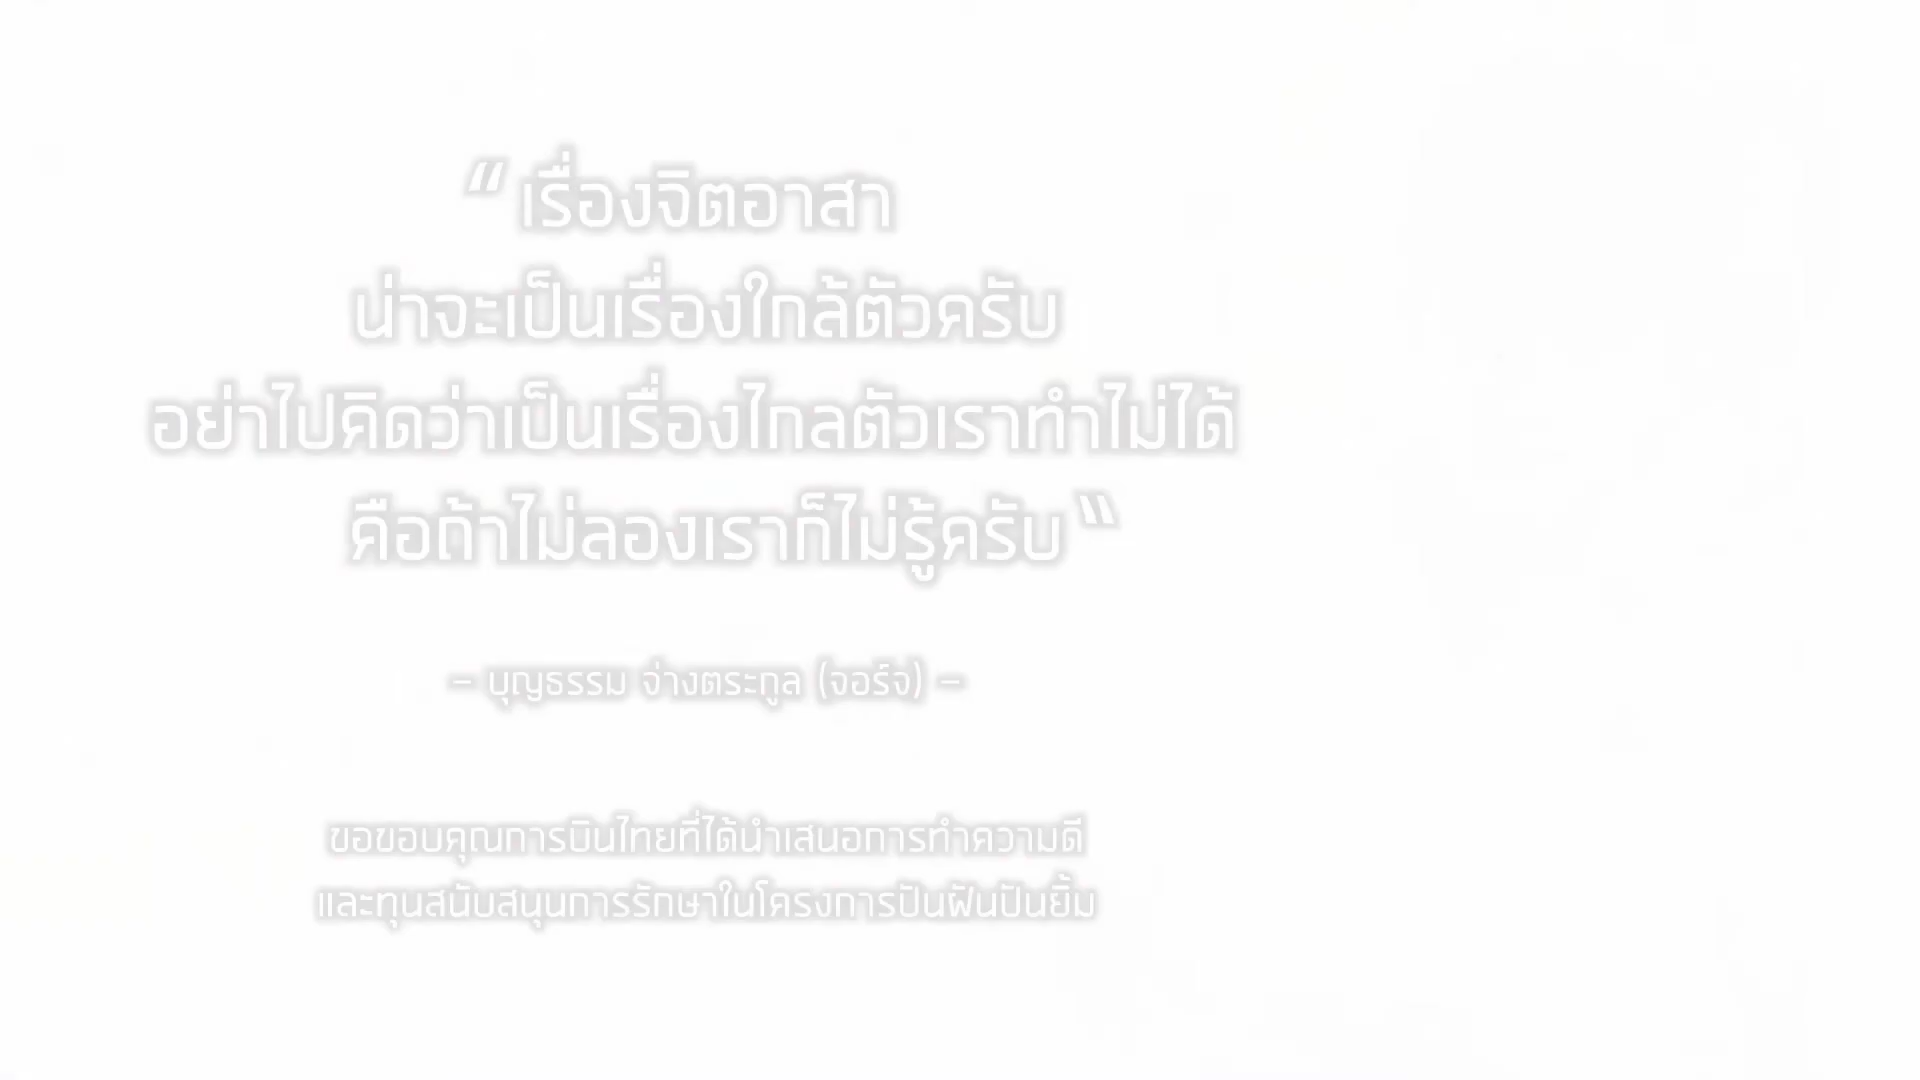 “ เรื่องจิตอาสา
น่าจะเป็นเรื่องใกล้ตัวครับ
อย่าไปคิดว่าเป็นเรื่องไกลตัวเราทำไม่ได้
คือถ้าไม่ลองเราก็ไม่รู้ครับ “
– บุญธรรม จ่างตระกูล (จอร์จ) –
ขอขอบคุณการบินไทยที่ได้นำเสนอการทำความดี
และทุนสนับสนุนการรักษาในโครงการปันฝันปันยิ้ม